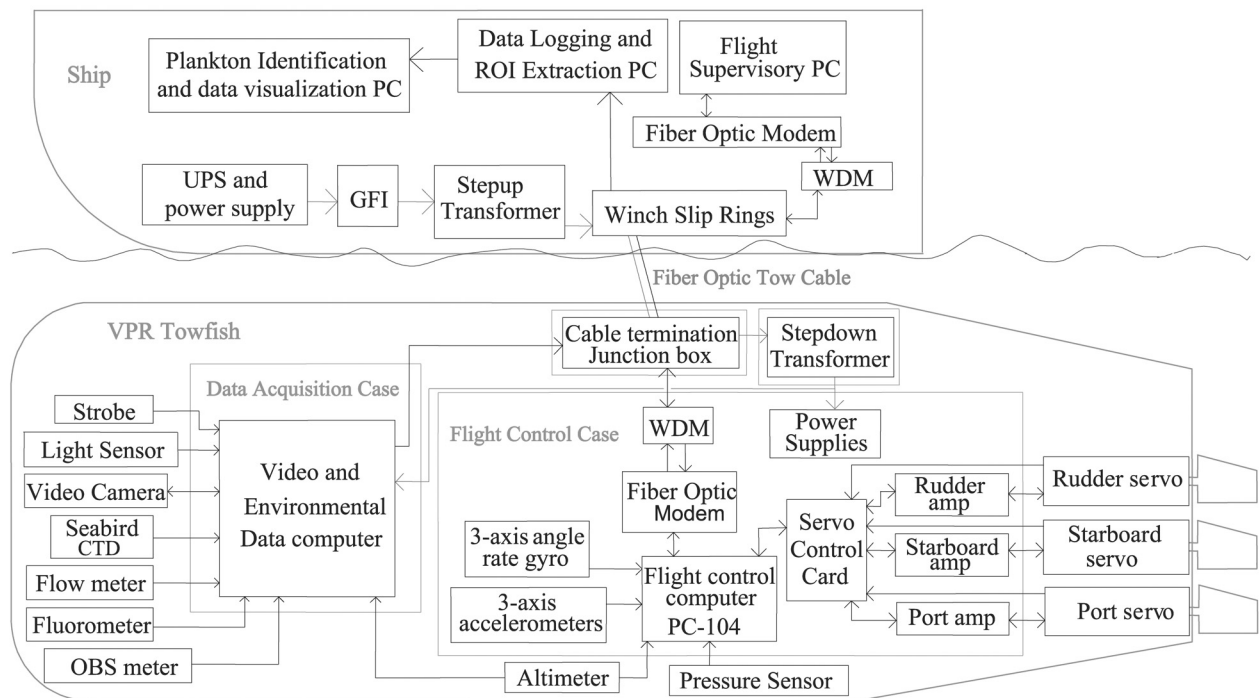 Ship
Plankton Identification
and data visualization PC
Data Logging and
ROI Extraction PC
Flight
Supervisory PC
Fiber Optic Modem
WDM
UPS and
power supply
GFI
Stepup
Transformer
Winch Slip Rings
Fiber Optic Tow Cable
VPR Towfish
Cable termination
Junction box
Stepdown
Transformer
Power
Supplies
Data Acquisition Case
Strobe
Light Sensor
Video Camera
Seabird
CTD
Flow meter
Fluorometer
OBS meter
Video and
Environmental
Data computer
Flight Control Case
WDM
Fiber Optic
Modem
3-axis angle
rate gyro
3-axis
accelerometers
Flight control
computer
PC-104
Servo
Control
Card
Rudder
amp
Starboard
amp
Port amp
Rudder servo
Starboard
servo
Port servo
Altimeter
Pressure Sensor